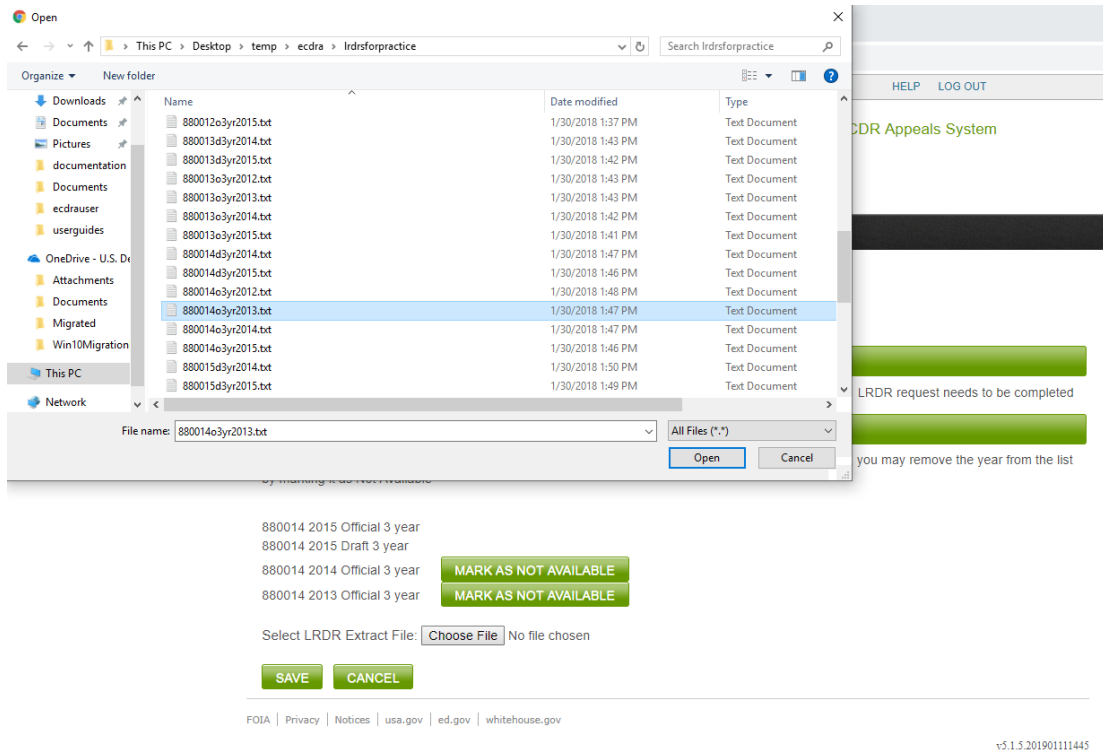 Open
This PC > Desktop > temp > ecdra > lrdrsforpractice
Search lrdrsforpractice
Organize
New folder
Downloads
Documents
Pictures
documentation
Documents
ecdrauser
userguides
OneDrive - U.S. De
Attachments
Documents
Migrated
Win10Migration
This PC
Network
Name Date modified Type
880012o3yr2015.txt 1/30/2018 1:37 PM Text Document
880013d3yr2014.txt 1/30/2018 1:43 PM Text Document
880013d3yr2015.txt 1/30/2018 1:42 PM Text Document
880013o3yr2012.txt 1/30/2018 1:43 PM Text Document
880013o3yr2013.txt 1/30/2018 1:43 PM Text Document
880013o3yr2014.txt 1/30/2018 1:42 PM Text Document
880013o3yr2015.txt 1/30/2018 1:41 PM Text Document
880014d3yr2014.txt 1/30/2018 1:47 PM Text Document
880014d3yr2015.txt 1/30/2018 1:46 PM Text Document
880014o3yr2012.txt 1/30/2018 1:48 PM Text Document
880014o3yr2013.txt 1/30/2018 1:47 PM Text Document
880014o3yr2014.txt 1/30/2018 1:47 PM Text Document
880014o3yr2015.txt 1/30/2018 1:46 PM Text Document
880015d3yr2014.txt 1/30/2018 1:50 PM Text Document
880015d3yr2015.txt 1/30/2018 1:49 PM Text Document
File name: 880014o3yr2013.txt
All Files (*.*)
Open Cancel
HELP LOG OUT
CDR Appeals System
LRDR request needs to be completed
you may remove the year from the list
by marking it as Not Available
880014 2015 Official 3 year
880014 2015 Draft 3 year
880014 2014 Official 3 year MARK AS NOT AVAILABLE
880014 2013 Official 3 year MARK AS NOT AVAILABLE
Select LRDR Extract File: Choose File No file chosen
SAVE CANCEL
FOIA | Privacy | Notices | usa.gov | ed.gov | whitehouse.gov
v5.1.5.201901111445